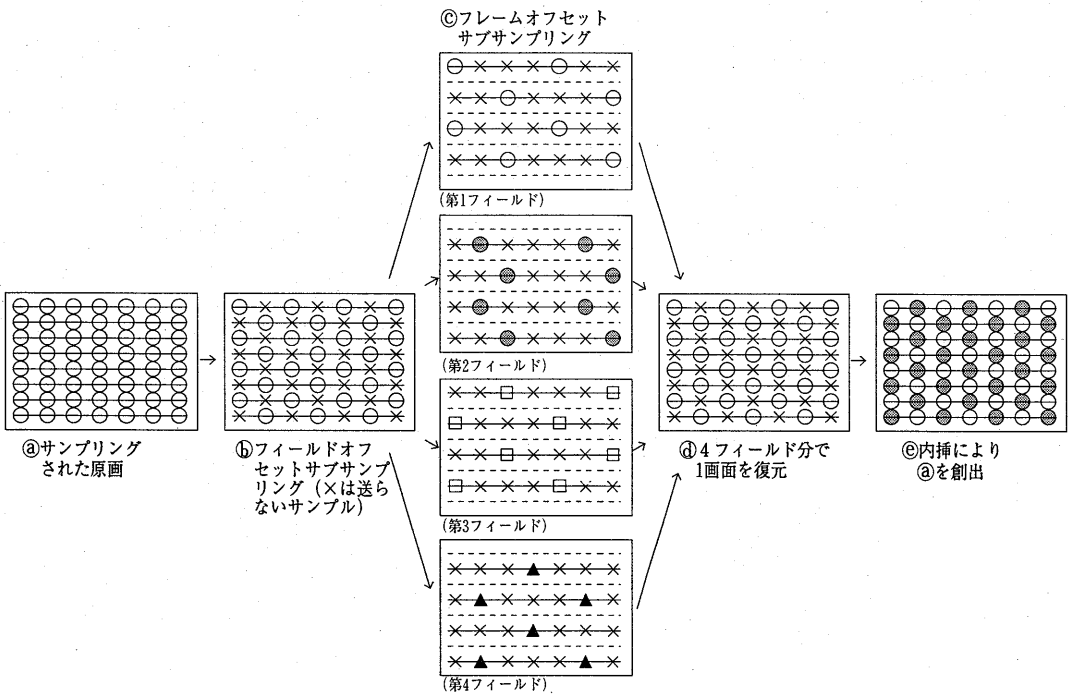 ⓒフレームオフセット
サブサンプリング
(第1フィールド)
(第2フィールド)
ⓐサンプリング
された原画
ⓑフィールドオフ
セットサブサンプ
リング(×は送ら
ないサンプル)
(第3フィールド)
ⓓ4フィールド分で
1画面を復元
ⓔ内挿により
ⓐを創出
(第4フィールド)